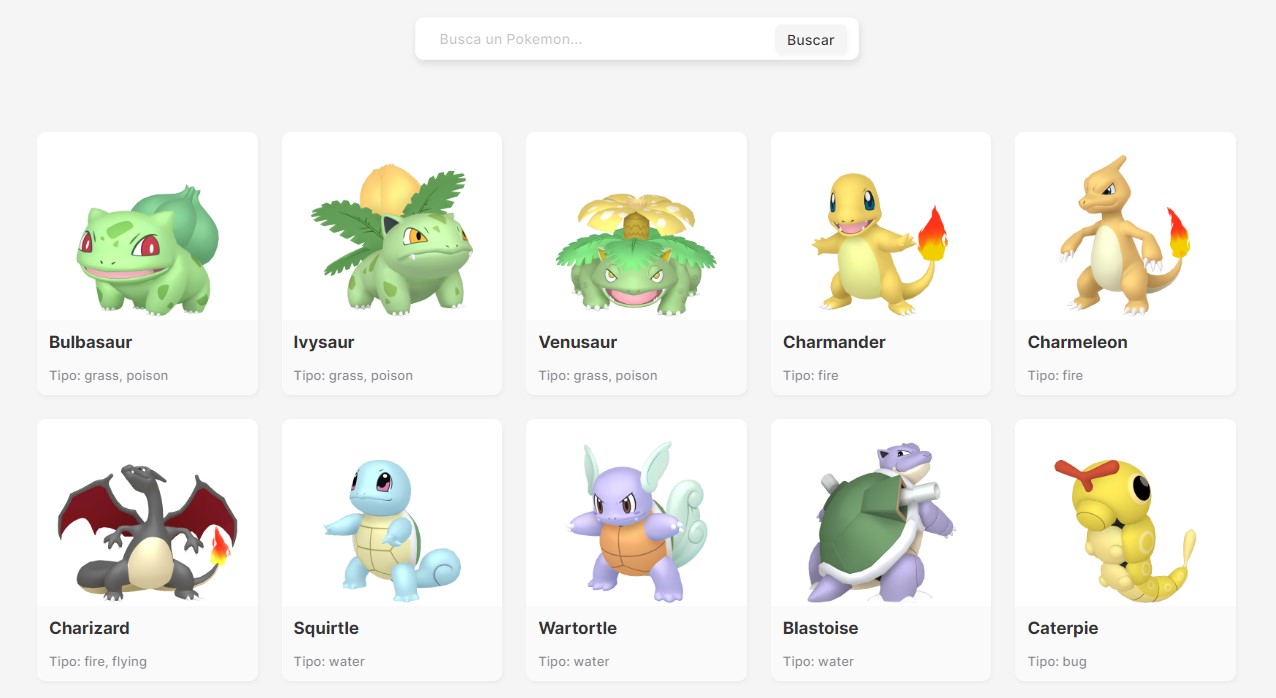 Busca un Pokemon...
Buscar
Bulbasaur
Tipo: grass, poison
Ivysaur
Tipo: grass, poison
Venusaur
Tipo: grass, poison
Charmander
Tipo: fire
Charmeleon
Tipo: fire
Charizard
Tipo: fire, flying
Squirtle
Tipo: water
Wartortle
Tipo: water
Blastoise
Tipo: water
Caterpie
Tipo: bug